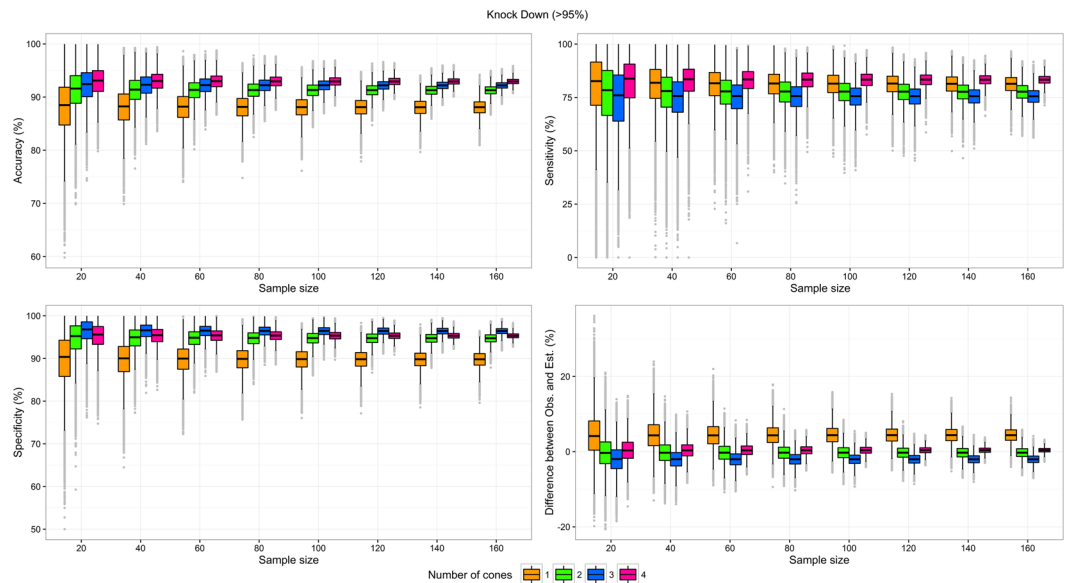 Knock Down (>95%)
Accuracy (%)
100
90
80
70
60
20 40 60 80 100 120 140 160
Sample size
Sensitivity (%)
100
75
50
25
0
20 40 60 80 100 120 140 160
Sample size
Specificity (%)
100
90
80
70
60
50
20 40 60 80 100 120 140 160
Sample size
Difference between Obs. and Est. (%)
20
0
-20
20 40 60 80 100 120 140 160
Sample size
Number of cones 1 2 3 4